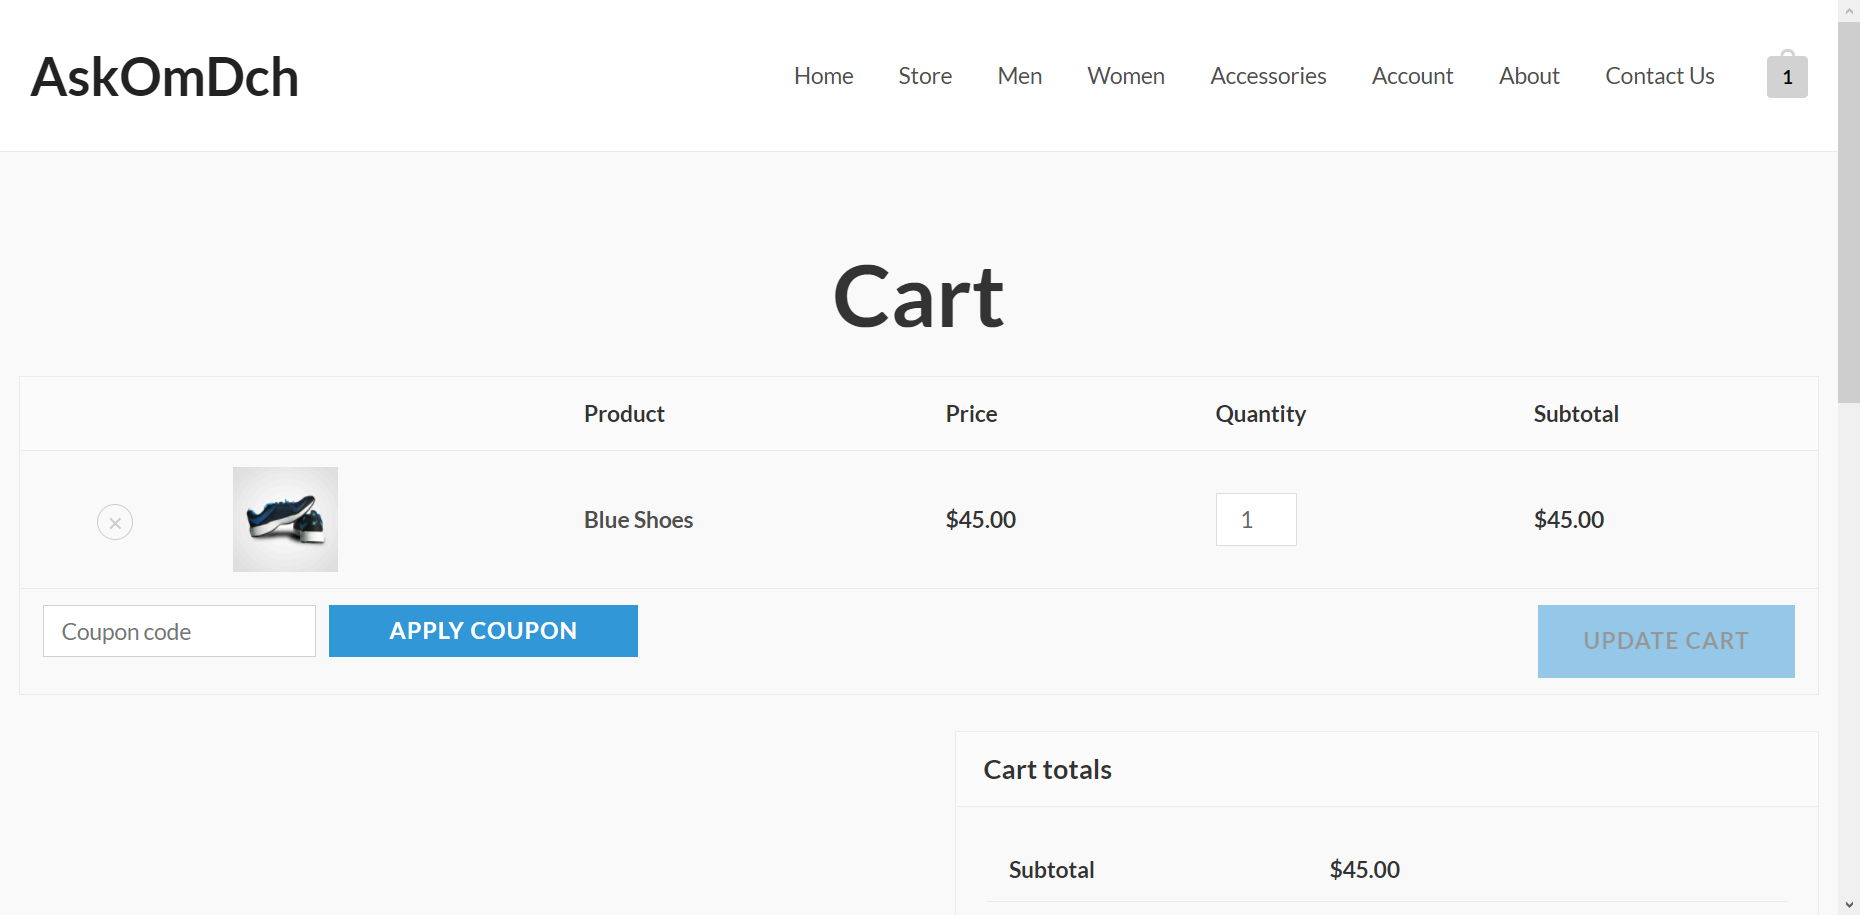 AskOmDch
Home Store Men Women Accessories Account About Contact Us 1
Cart
Product Price Quantity Subtotal
× Blue Shoes $45.00 1 $45.00
Coupon code APPLY COUPON UPDATE CART
Cart totals
Subtotal $45.00